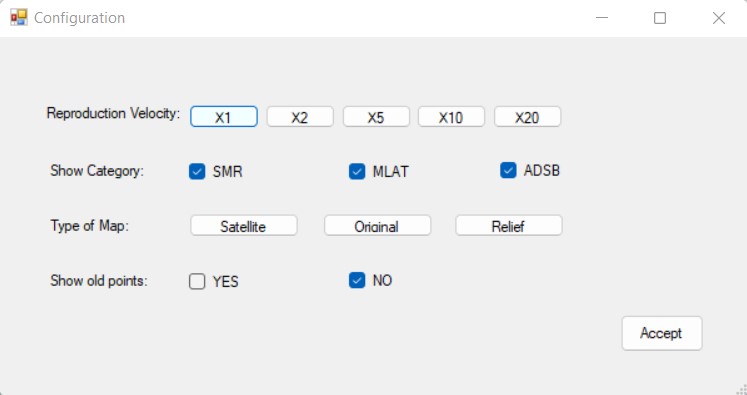 Configuration
Reproduction Velocity: X1 X2 X5 X10 X20
Show Category: SMR MLAT ADSB
Type of Map: Satellite Original Relief
Show old points: YES NO
Accept